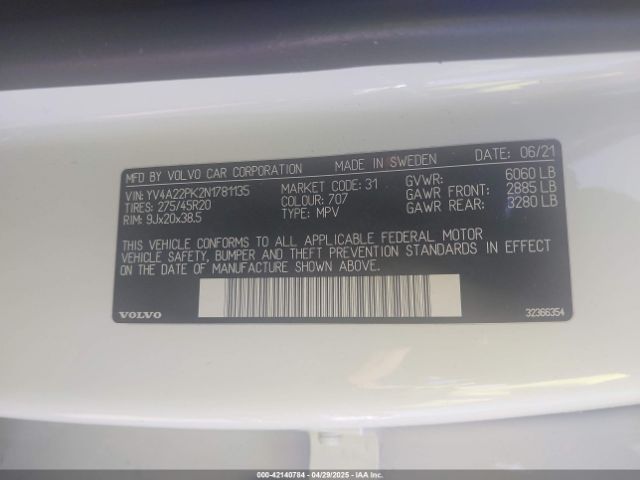 MFD BY VOLVO CAR CORPORATION MADE IN SWEDEN DATE: 06/21
VIN: YV4A22PK2N1781135 MARKET CODE: 31 GVWR: 6060 LB
TIRES: 275/45R20 COLOUR: 707 GAWR FRONT: 2885 LB
RIM: 9Jx20x38.5 TYPE: MPV GAWR REAR: 3280 LB
THIS VEHICLE CONFORMS TO ALL APPLICABLE FEDERAL MOTOR
VEHICLE SAFETY, BUMPER AND THEFT PREVENTION STANDARDS IN EFFECT
ON THE DATE OF MANUFACTURE SHOWN ABOVE.
VOLVO 32366354
000-42140784 - 04/29/2025 - IAAI.COM